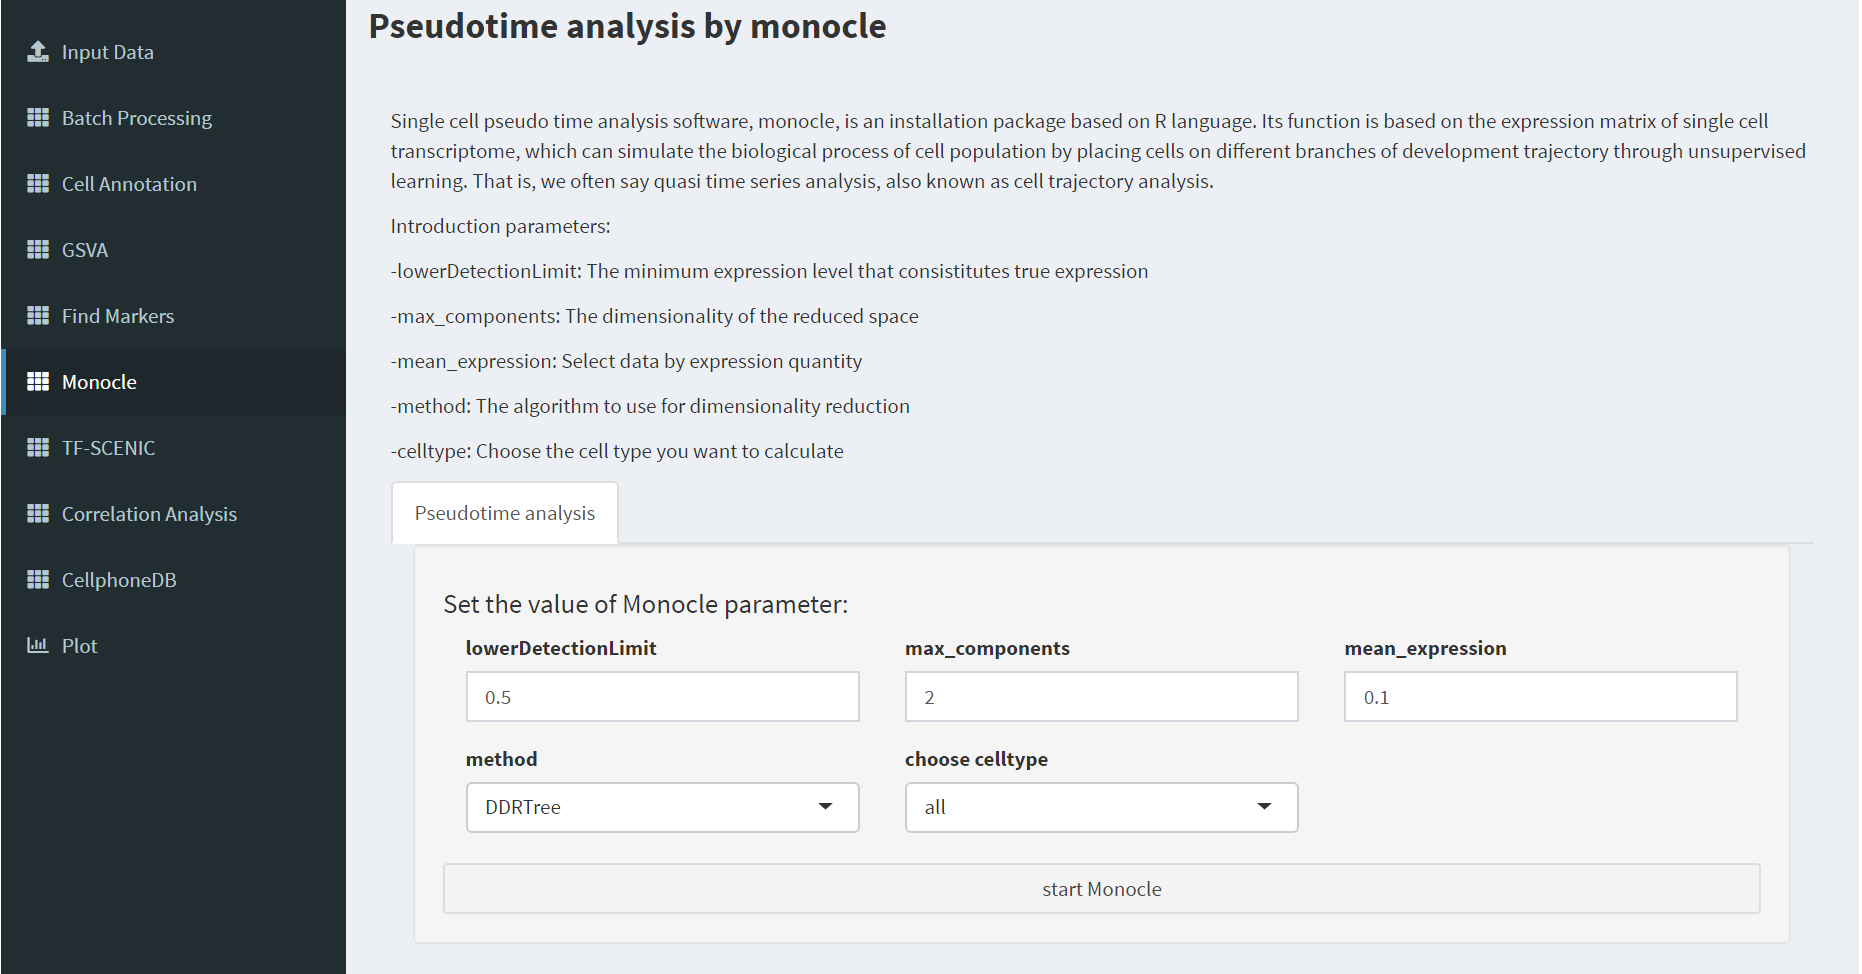 Input Data
Batch Processing
Cell Annotation
GSVA
Find Markers
Monocle
TF-SCENIC
Correlation Analysis
CellphoneDB
Plot
Pseudotime analysis by monocle
Single cell pseudo time analysis software, monocle, is an installation package based on R language. Its function is based on the expression matrix of single cell
transcriptome, which can simulate the biological process of cell population by placing cells on different branches of development trajectory through unsupervised
learning. That is, we often say quasi time series analysis, also known as cell trajectory analysis.
Introduction parameters:
-lowerDetectionLimit: The minimum expression level that consistitutes true expression
-max_components: The dimensionality of the reduced space
-mean_expression: Select data by expression quantity
-method: The algorithm to use for dimensionality reduction
-celltype: Choose the cell type you want to calculate
Pseudotime analysis
Set the value of Monocle parameter:
lowerDetectionLimit max_components mean_expression
0.5 2 0.1
method choose celltype
DDRTree all
start Monocle